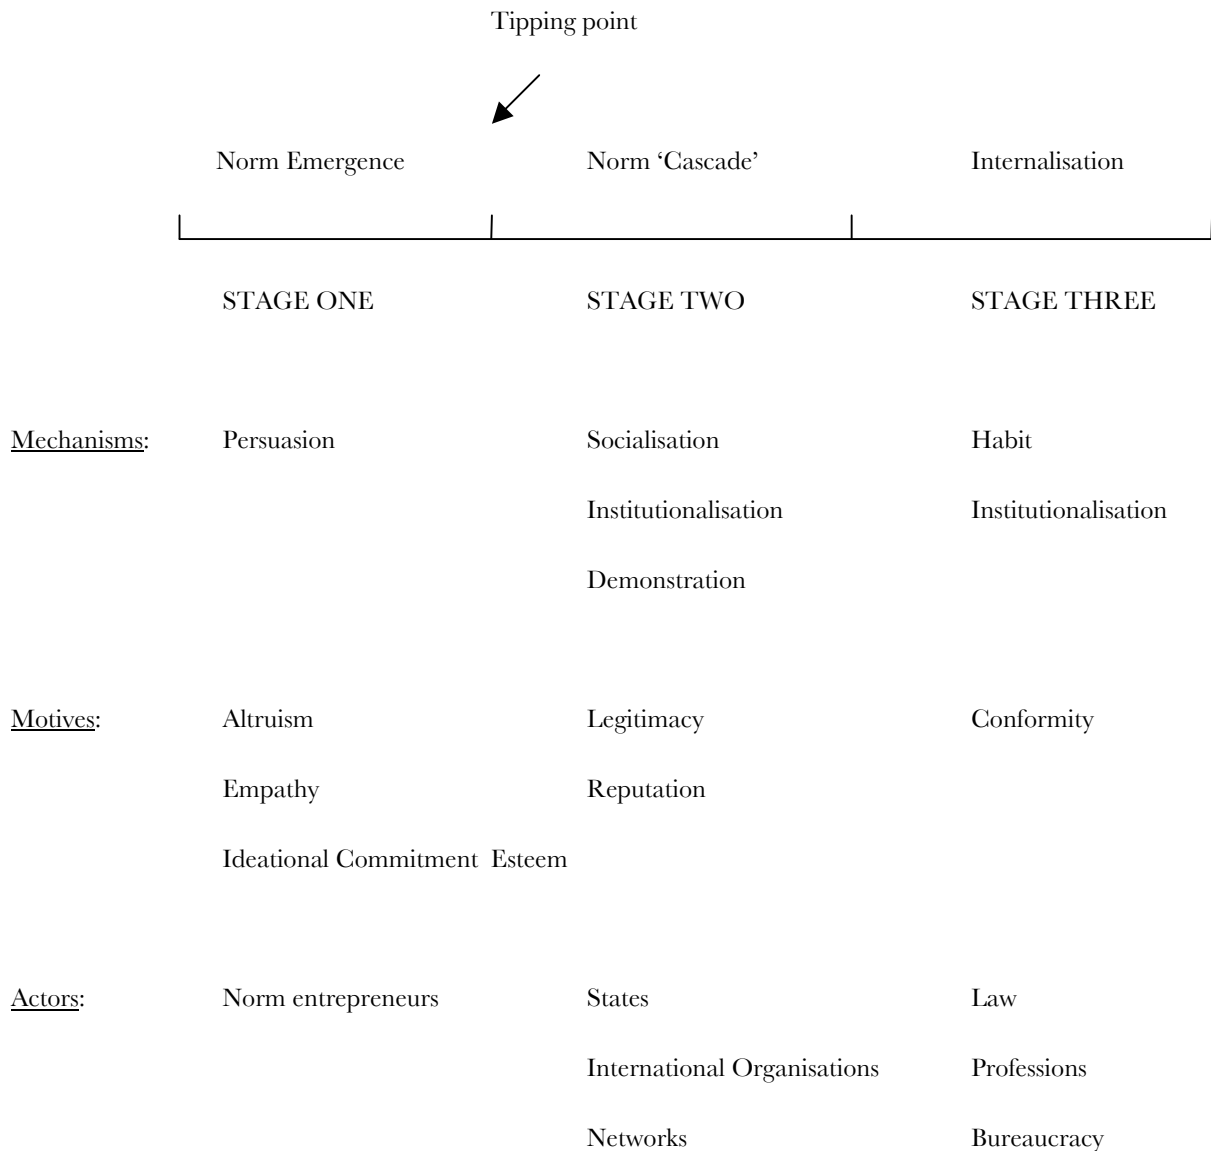 Tipping point
Norm Emergence Norm ‘Cascade’ Internalisation
STAGE ONE STAGE TWO STAGE THREE
Mechanisms: Persuasion Socialisation Habit
Institutionalisation Institutionalisation
Demonstration
Motives: Altruism Legitimacy Conformity
Empathy Reputation
Ideational Commitment Esteem
Actors: Norm entrepreneurs States Law
International Organisations Professions
Networks Bureaucracy